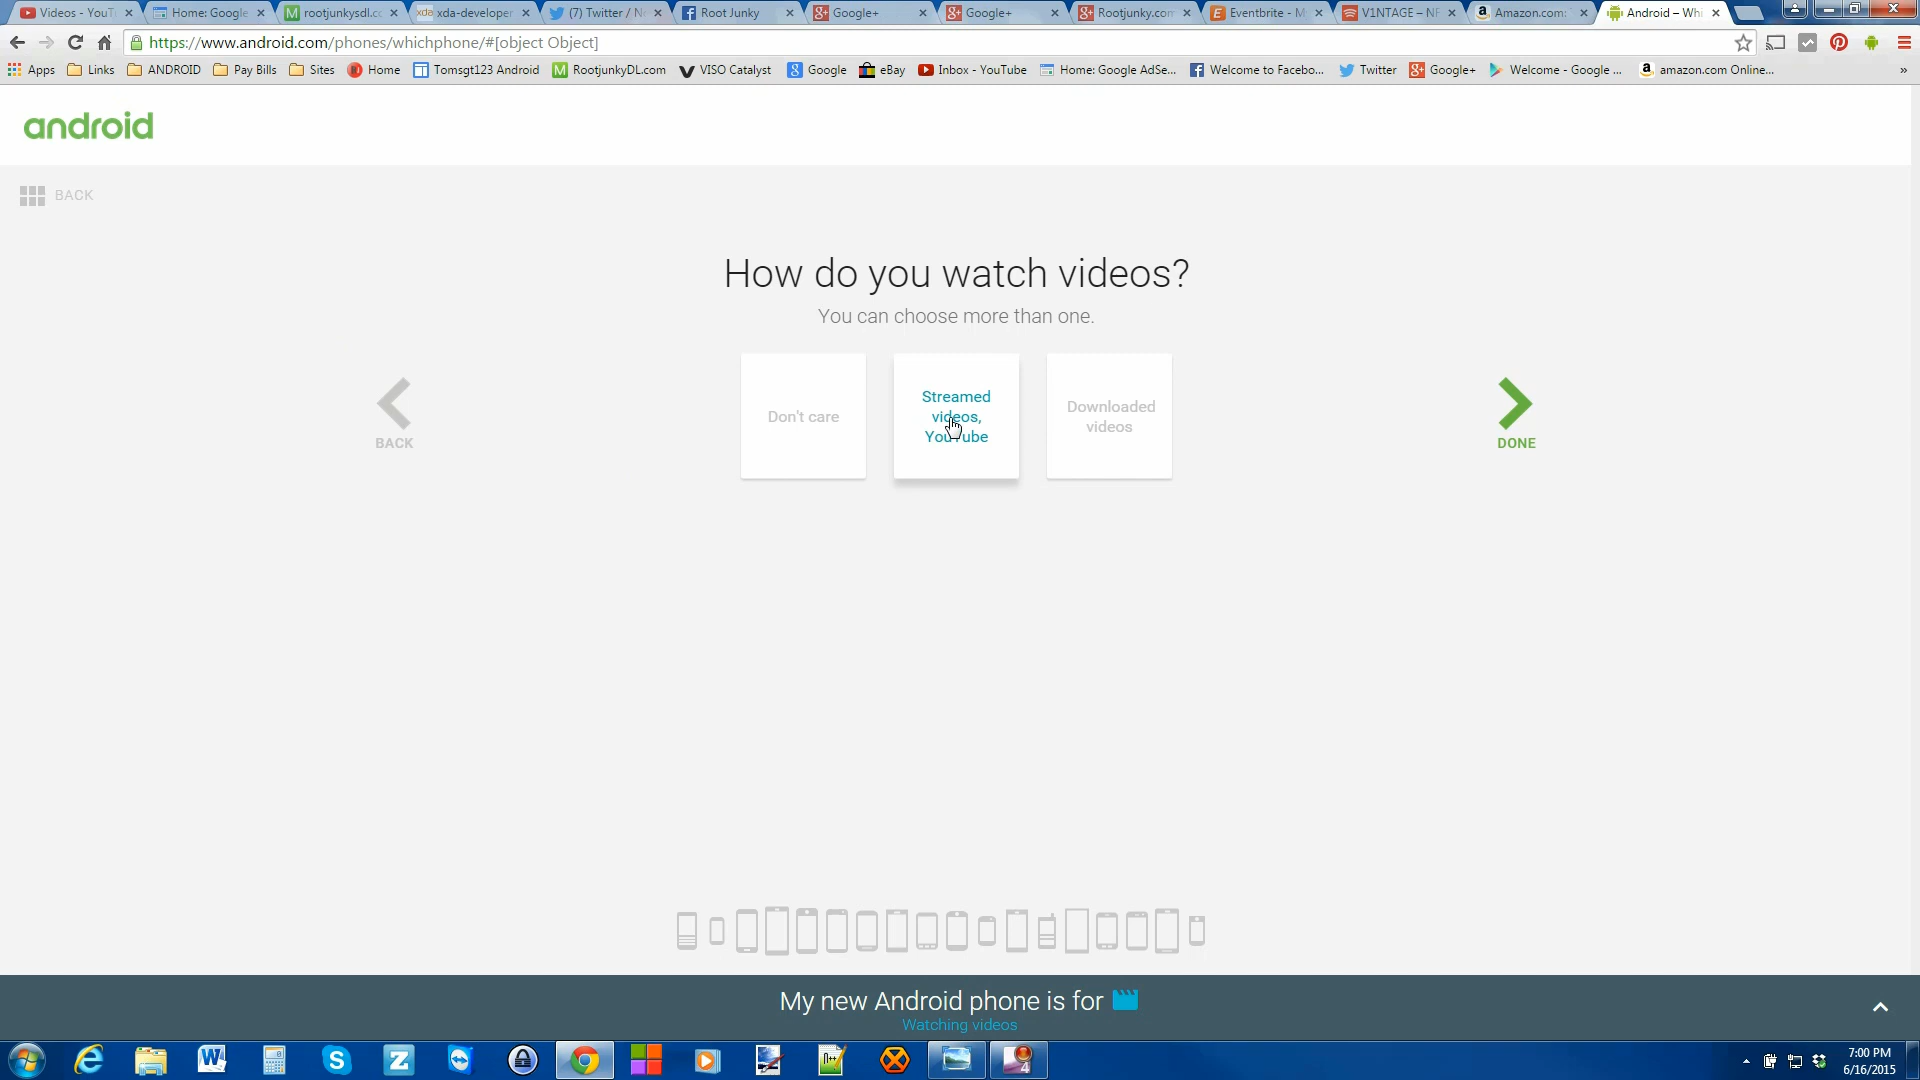 Videos - YouTu
Home: Google
rootjunkysdl.co
xda-developer
(7) Twitter / No
Root Junky
Google+
Google+
Rootjunky.com
Eventbrite - M
V1NTAGE – NF
Amazon.com:
Android – Whi
https://www.android.com/phones/whichphone/#[object Object]
Apps
Links
ANDROID
Pay Bills
Sites
Home
Tomsgt123 Android
RootjunkyDL.com
VISO Catalyst
Google
eBay
Inbox - YouTube
Home: Google AdSe...
Welcome to Facebo...
Twitter
Google+
Welcome - Google ...
amazon.com Online...
»
android
BACK
How do you watch videos?
You can choose more than one.
BACK
Don't care
Streamed
videos,
YouTube
Downloaded
videos
DONE
My new Android phone is for
Watching videos
7:00 PM
6/16/2015